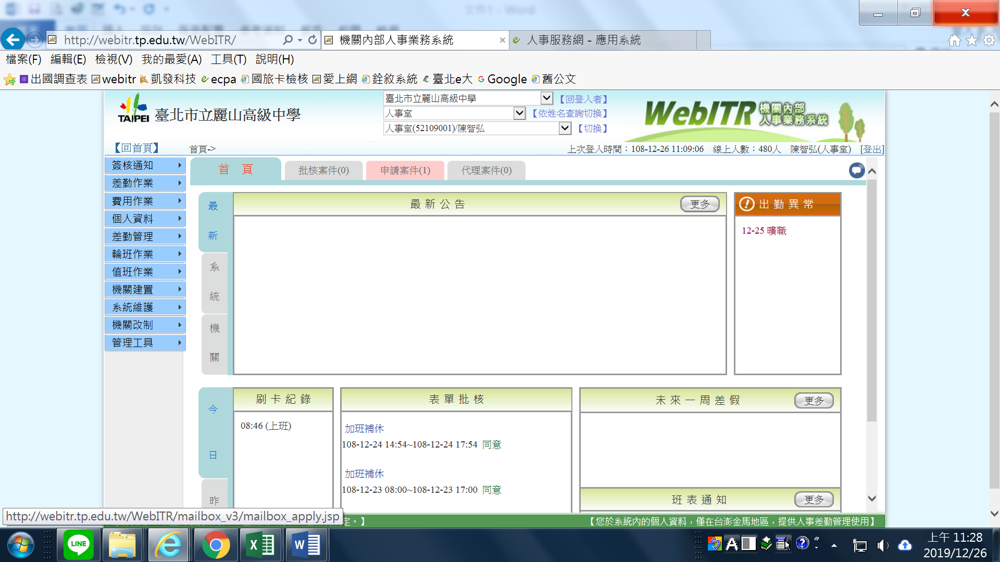 文件1 - Word
http://webitr.tp.edu.tw/WebITR/
機關內部人事業務系統
人事服務網 - 應用系統
檔案(F) 編輯(E) 檢視(V) 我的最愛(A) 工具(T) 說明(H)
出國調查表 webitr 凱發科技 ecpa 國旅卡檢核 愛上網 銓敘系統 臺北e大 Google 舊公文
TAIPEI 臺北市立麗山高級中學
臺北市立麗山高級中學 【回登入者】
人事室 【依姓名查詢切換】
人事室(52109001)/陳智弘 【切換】
WebITR 機關內部
人事業務系統
【回首頁】 首頁-> 上次登入時間：108-12-26 11:09:06 線上人數：480人 陳智弘(人事室) [登出]
簽核通知
差勤作業
費用作業
個人資料
差勤管理
輪班作業
值班作業
機關建置
系統維護
機關改制
管理工具
首 頁 批核案件(0) 申請案件(1) 代理案件(0)
最新
系統
機關
最新公告 更多
出勤異常
12-25 曠職
今日
昨
刷卡紀錄
08:46 (上班)
表單批核
加班補休
108-12-24 14:54~108-12-24 17:54 同意
加班補休
108-12-23 08:00~108-12-23 17:00 同意
未來一周差假 更多
班表通知 更多
http://webitr.tp.edu.tw/WebITR/mailbox_v3/mailbox_apply.jsp
定。】
【您於系統內的個人資料，僅在台澎金馬地區，提供人事差勤管理使用】
LINE
上午 11:28
2019/12/26